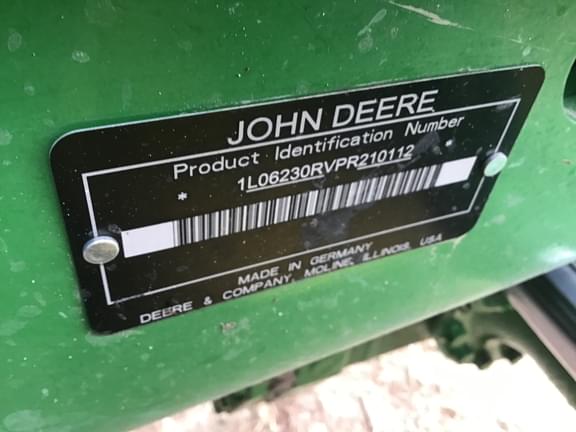 JOHN DEERE
Product Identification Number
* 1L06230RVPR210112 *
MADE IN GERMANY
DEERE & COMPANY, MOLINE, ILLINOIS, USA